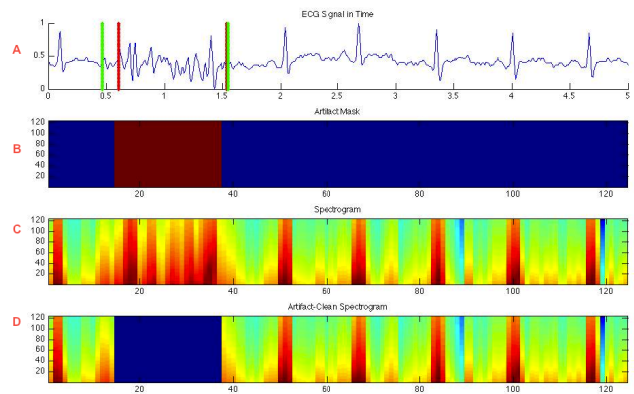 ECG Signal in Time
A
1
0.5
0
0 0.5 1 1.5 2 2.5 3 3.5 4 4.5 5
Artifact Mask
B
120
100
80
60
40
20
20 40 60 80 100 120
Spectrogram
C
120
100
80
60
40
20
20 40 60 80 100 120
Artifact-Clean Spectrogram
D
120
100
80
60
40
20
20 40 60 80 100 120